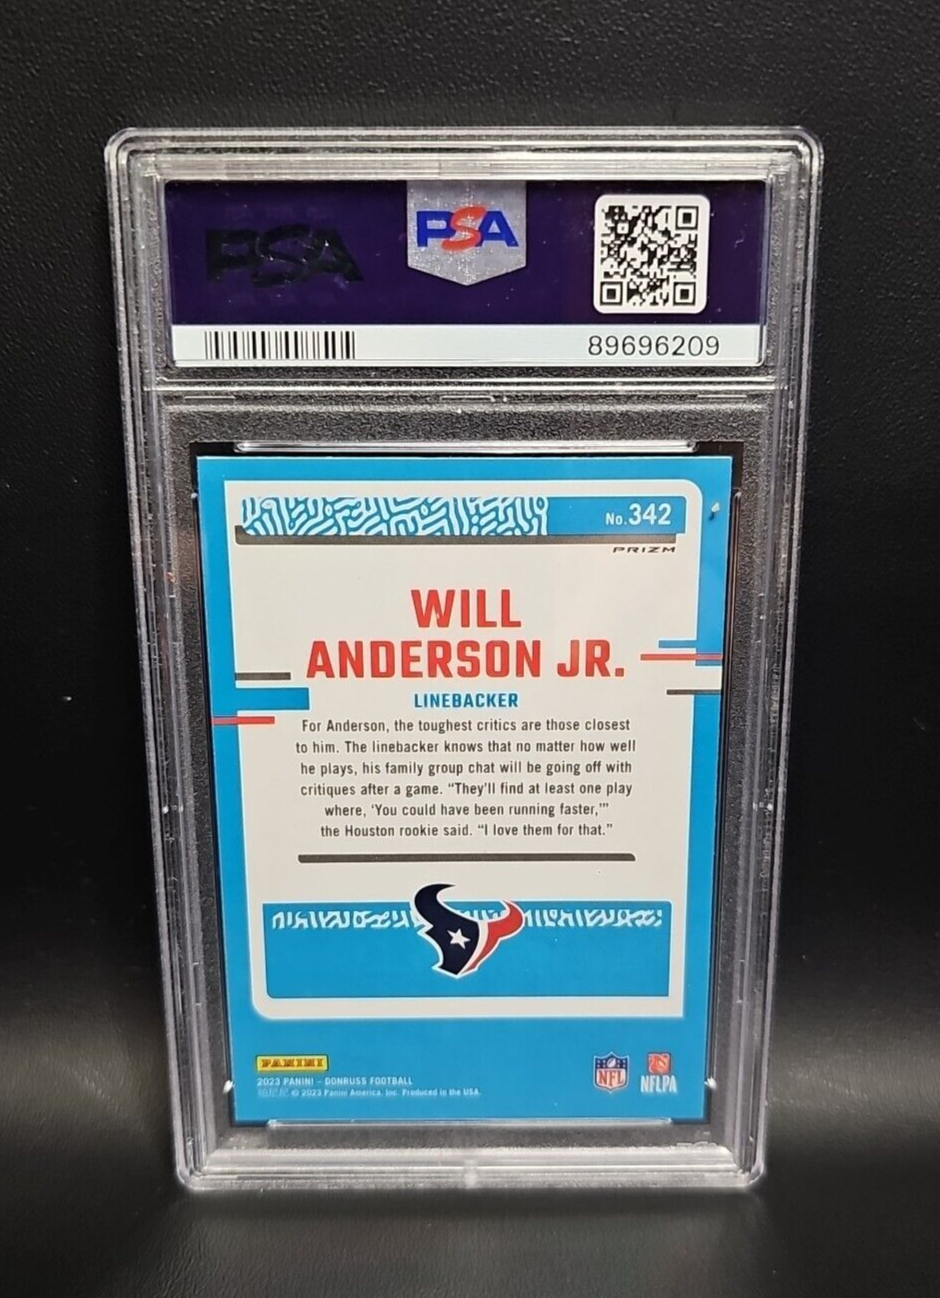 PSA
PSA
89696209
No.342
PRIZM
WILL
ANDERSON JR.
LINEBACKER
For Anderson, the toughest critics are those closest
to him. The linebacker knows that no matter how well
he plays, his family group chat will be going off with
critiques after a game. “They’ll find at least one play
where, ‘You could have been running faster,’”
the Houston rookie said. “I love them for that.”
PANINI
2023 PANINI – DONRUSS FOOTBALL
© 2023 Panini America, Inc. Produced in the USA.
NFL
NFLPA